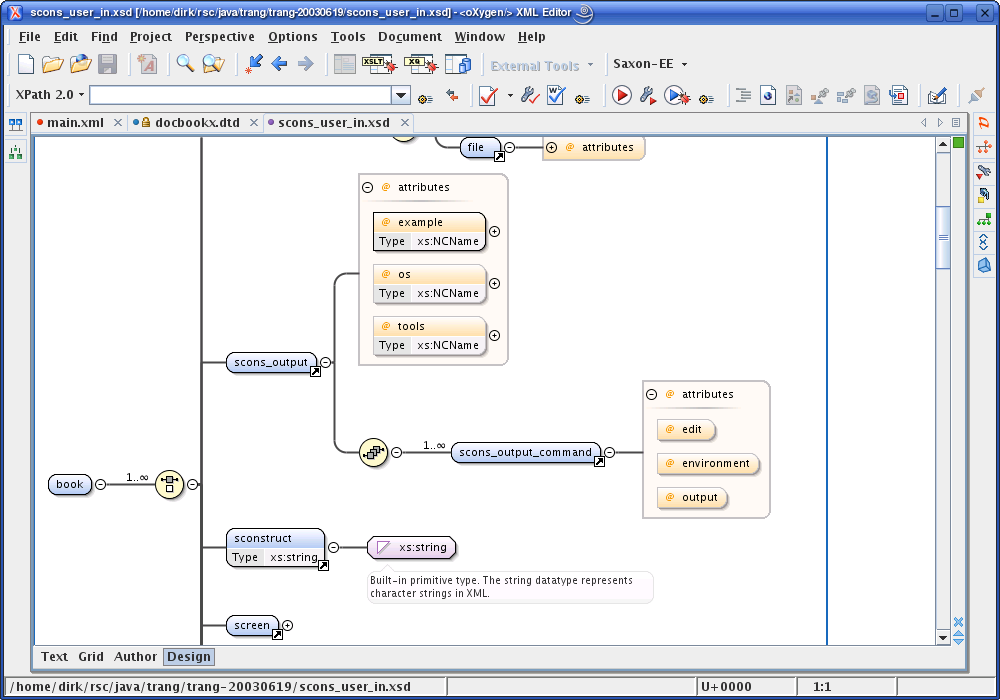 scons_user_in.xsd [/home/dirk/rsc/java/trang/trang-20030619/scons_user_in.xsd] - <oXygen/> XML Editor
File Edit Find Project Perspective Options Tools Document Window Help
XSLT XQ External Tools Saxon-EE
XPath 2.0
main.xml docbookx.dtd scons_user_in.xsd
file attributes
attributes
example
Type xs:NCName
os
Type xs:NCName
tools
Type xs:NCName
scons_output
attributes
edit
1..∞ scons_output_command
environment
output
book 1..∞
sconstruct
Type xs:string
xs:string
Built-in primitive type. The string datatype represents
character strings in XML.
screen
Text Grid Author Design
/home/dirk/rsc/java/trang/trang-20030619/scons_user_in.xsd U+0000 1:1